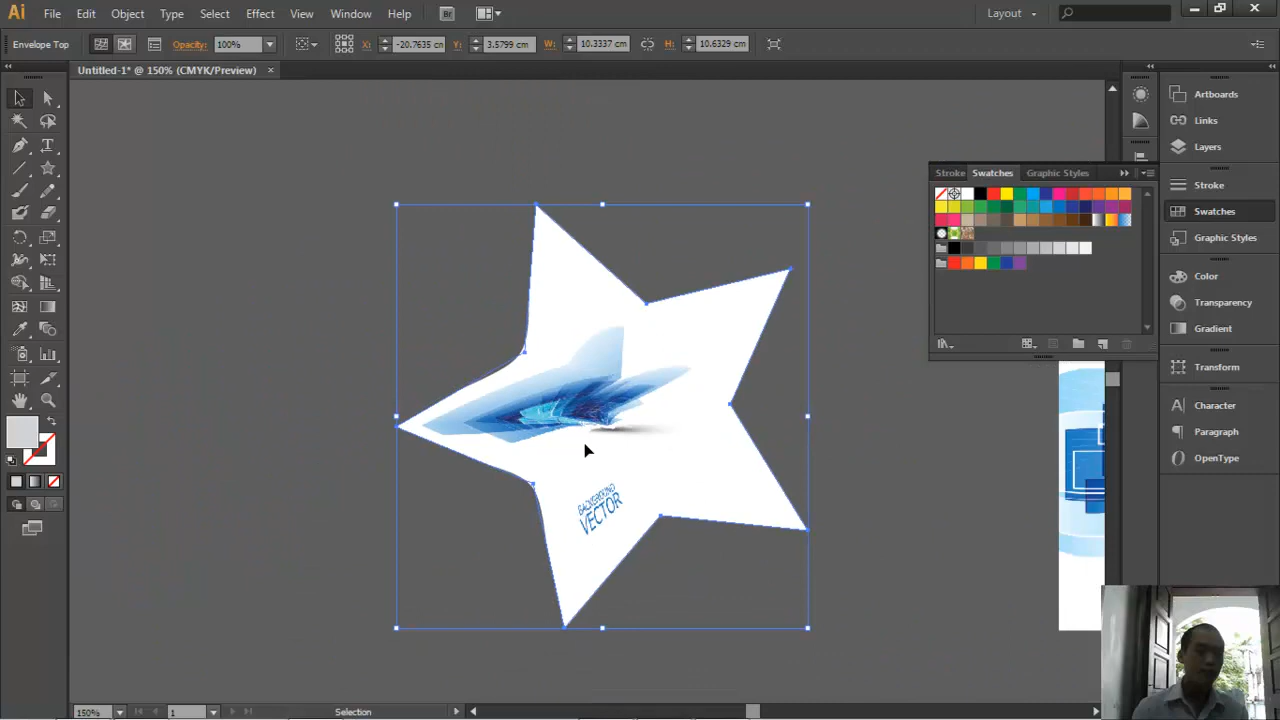 Ai File Edit Object Type Select Effect View Window Help Br Layout
Envelope Top Opacity: 100% X: -20.7635 cm Y: 3.5799 cm W: 10.3337 cm H: 10.6329 cm
Untitled-1* @ 150% (CMYK/Preview)
Stroke Swatches Graphic Styles
Artboards
Links
Layers
Stroke
Swatches
Graphic Styles
Color
Transparency
Gradient
Transform
Character
Paragraph
OpenType
BACKGROUND
VECTOR
150% 1 Selection